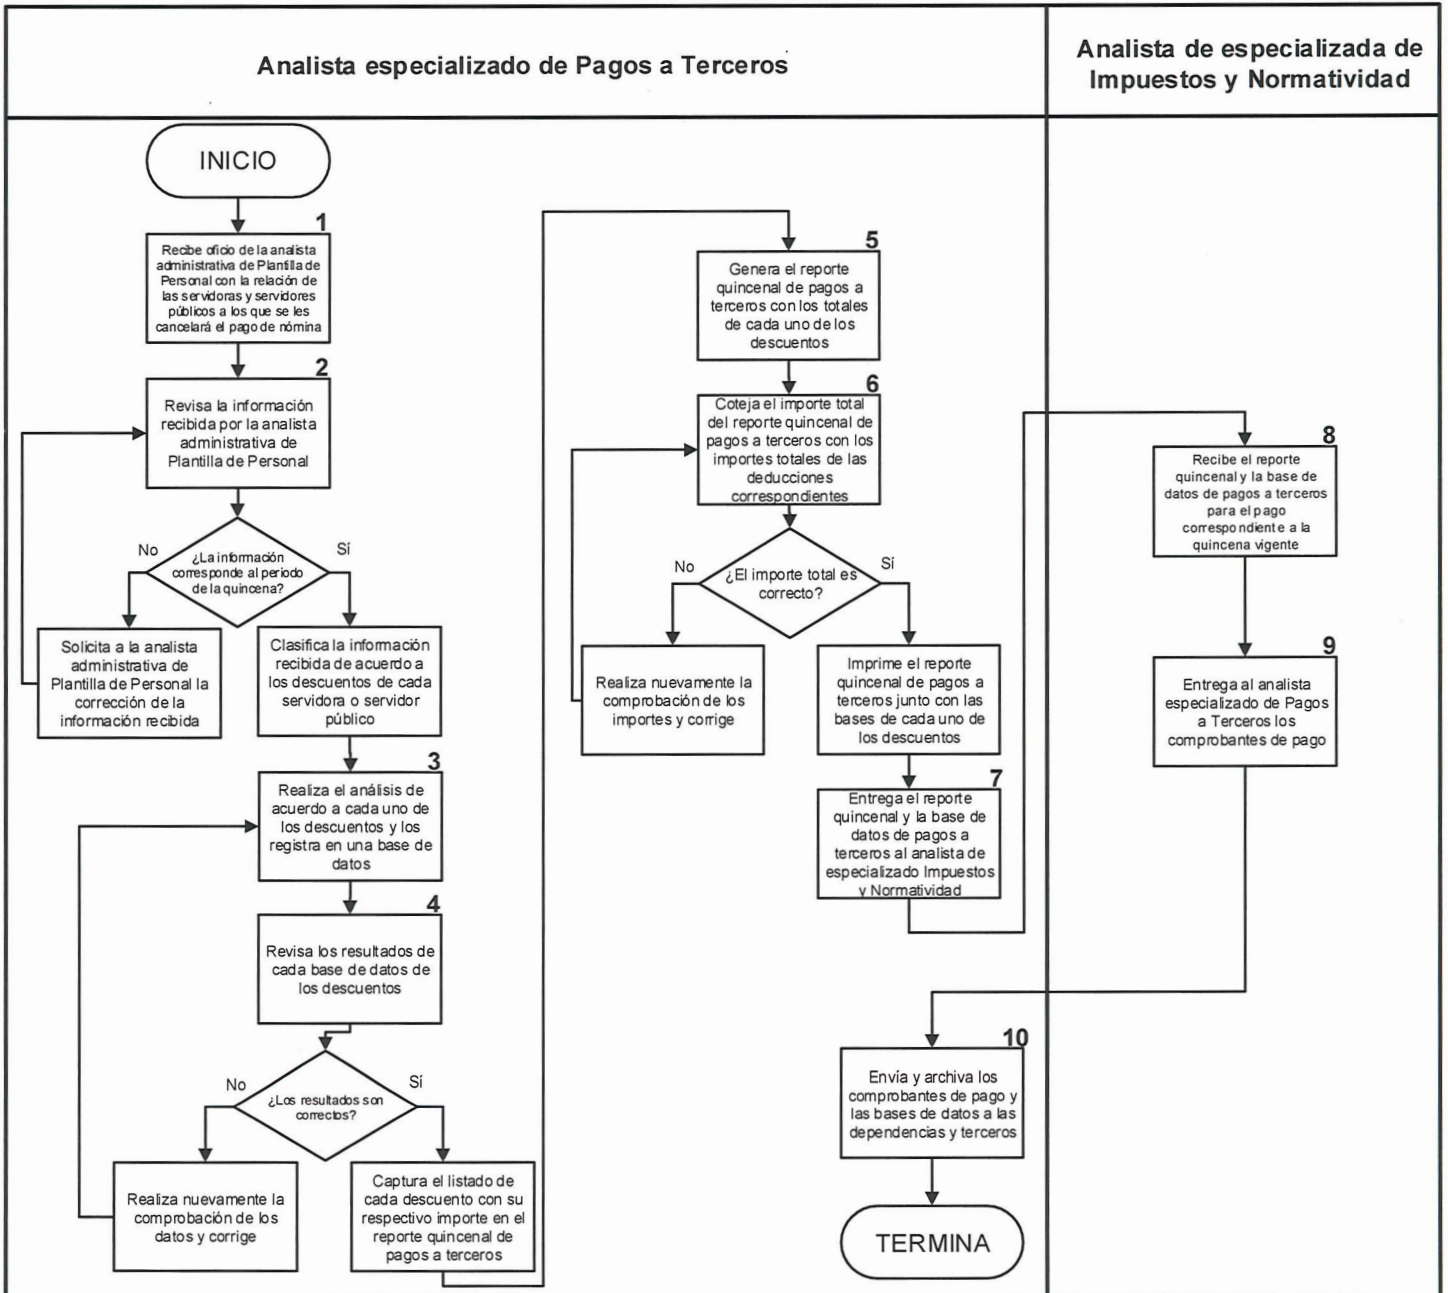 Analista especializado de Pagos a Terceros
Analista de especializada de
Impuestos y Normatividad
INICIO
1
Recibe oficio de la analista
administrativa de Plantilla de
Personal con la relación de
las servidoras y servidores
públicos a los que se les
cancelará el pago de nómina
2
Revisa la información
recibida por la analista
administrativa de
Plantilla de Personal
No
Sí
¿La información
corresponde al periodo
de la quincena?
Solicita a la analista
administrativa de
Plantilla de Personal la
corrección de la
información recibida
Clasifica la información
recibida de acuerdo a
los descuentos de cada
servidora o servidor
público
3
Realiza el análisis de
acuerdo a cada uno de
los descuentos y los
registra en una base de
datos
4
Revisa los resultados de
cada base de datos de
los descuentos
No
Sí
¿Los resultados son
correctos?
Realiza nuevamente la
comprobación de los
datos y corrige
Captura el listado de
cada descuento con su
respectivo importe en el
reporte quincenal de
pagos a terceros
5
Genera el reporte
quincenal de pagos a
terceros con los totales
de cada uno de los
descuentos
6
Coteja el importe total
del reporte quincenal de
pagos a terceros con los
importes totales de las
deducciones
correspondientes
No
Sí
¿El importe total es
correcto?
Realiza nuevamente la
comprobación de los
importes y corrige
Imprime el reporte
quincenal de pagos a
terceros junto con las
bases de cada uno de
los descuentos
7
Entrega el reporte
quincenal y la base de
datos de pagos a
terceros al analista de
especializado Impuestos
y Normatividad
8
Recibe el reporte
quincenal y la base de
datos de pagos a terceros
para el pago
correspondiente a la
quincena vigente
9
Entrega al analista
especializado de Pagos
a Terceros los
comprobantes de pago
10
Envía y archiva los
comprobantes de pago y
las bases de datos a las
dependencias y terceros
TERMINA